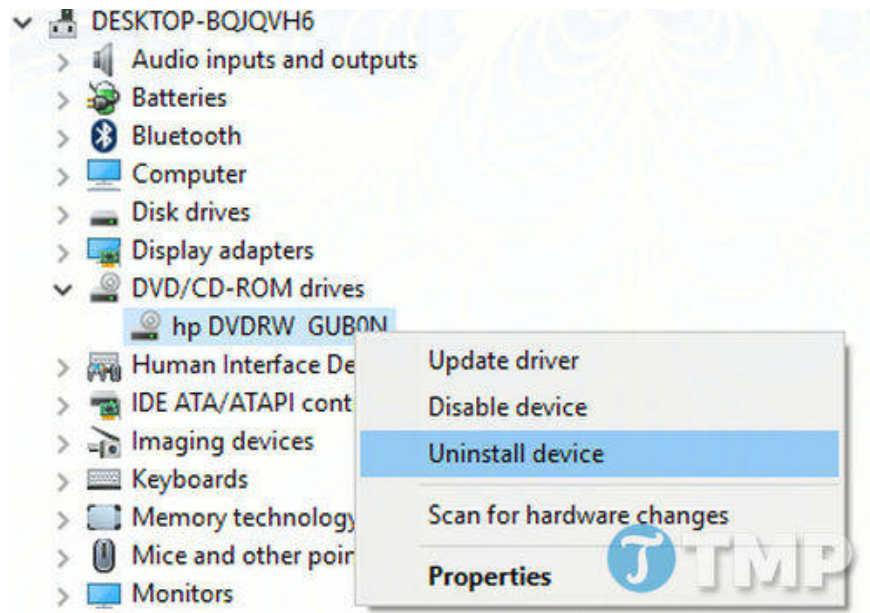 DESKTOP-BQJQVH6
Audio inputs and outputs
Batteries
Bluetooth
Computer
Disk drives
Display adapters
DVD/CD-ROM drives
hp DVDRW GUB0N
Human Interface De
IDE ATA/ATAPI cont
Imaging devices
Keyboards
Memory technology
Mice and other poin
Monitors
Update driver
Disable device
Uninstall device
Scan for hardware changes
Properties
TMP